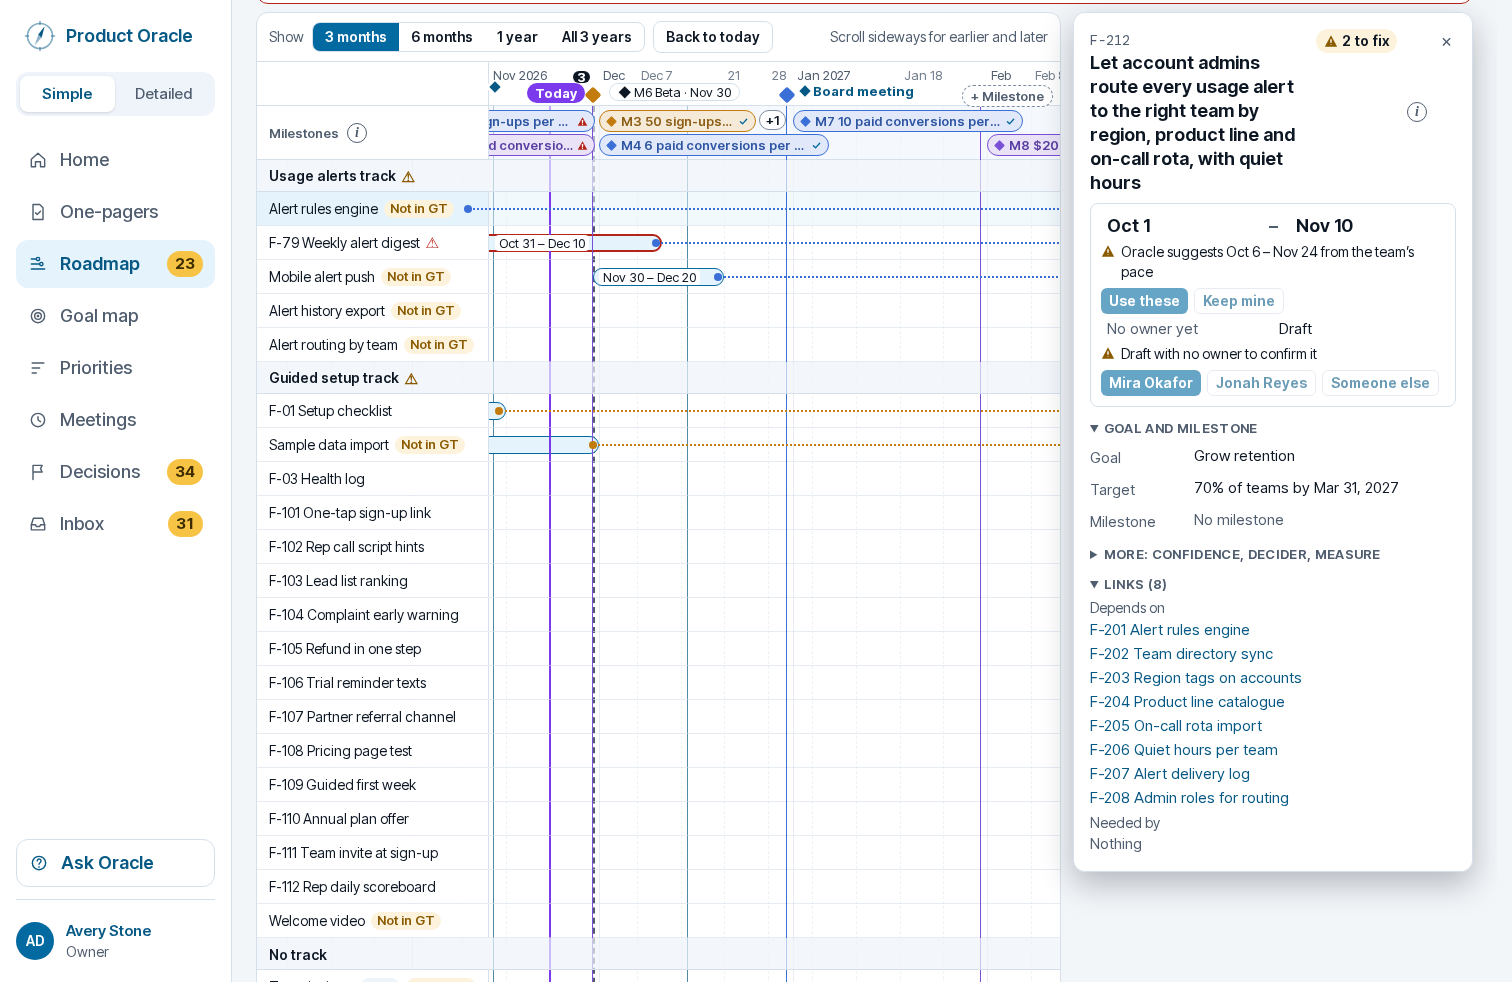 Product Oracle
Simple
Detailed
Home
One-pagers
Roadmap
23
Goal map
Priorities
Meetings
Decisions
34
Inbox
31
Ask Oracle
AD
Avery Stone
Owner
Show
3 months
6 months
1 year
All 3 years
Back to today
Scroll sideways for earlier and later
Nov 2026
3
Dec
Dec 7
21
28
Jan 2027
Jan 18
Feb
Feb
Today
M6 Beta · Nov 30
Board meeting
+ Milestone
Milestones
gn-ups per ...
M3 50 sign-ups...
+1
M7 10 paid conversions per...
d conversio...
M4 6 paid conversions per ...
M8 $20
Usage alerts track
Alert rules engine
Not in GT
F-79 Weekly alert digest
Oct 31 – Dec 10
Mobile alert push
Not in GT
Nov 30 – Dec 20
Alert history export
Not in GT
Alert routing by team
Not in GT
Guided setup track
F-01 Setup checklist
Sample data import
Not in GT
F-03 Health log
F-101 One-tap sign-up link
F-102 Rep call script hints
F-103 Lead list ranking
F-104 Complaint early warning
F-105 Refund in one step
F-106 Trial reminder texts
F-107 Partner referral channel
F-108 Pricing page test
F-109 Guided first week
F-110 Annual plan offer
F-111 Team invite at sign-up
F-112 Rep daily scoreboard
Welcome video
Not in GT
No track
F-212
2 to fix
×
Let account admins
route every usage alert
to the right team by
region, product line and
on-call rota, with quiet
hours
Oct 1
–
Nov 10
Oracle suggests Oct 6 – Nov 24 from the team's
pace
Use these
Keep mine
No owner yet
Draft
Draft with no owner to confirm it
Mira Okafor
Jonah Reyes
Someone else
GOAL AND MILESTONE
Goal
Grow retention
Target
70% of teams by Mar 31, 2027
Milestone
No milestone
MORE: CONFIDENCE, DECIDER, MEASURE
LINKS (8)
Depends on
F-201 Alert rules engine
F-202 Team directory sync
F-203 Region tags on accounts
F-204 Product line catalogue
F-205 On-call rota import
F-206 Quiet hours per team
F-207 Alert delivery log
F-208 Admin roles for routing
Needed by
Nothing